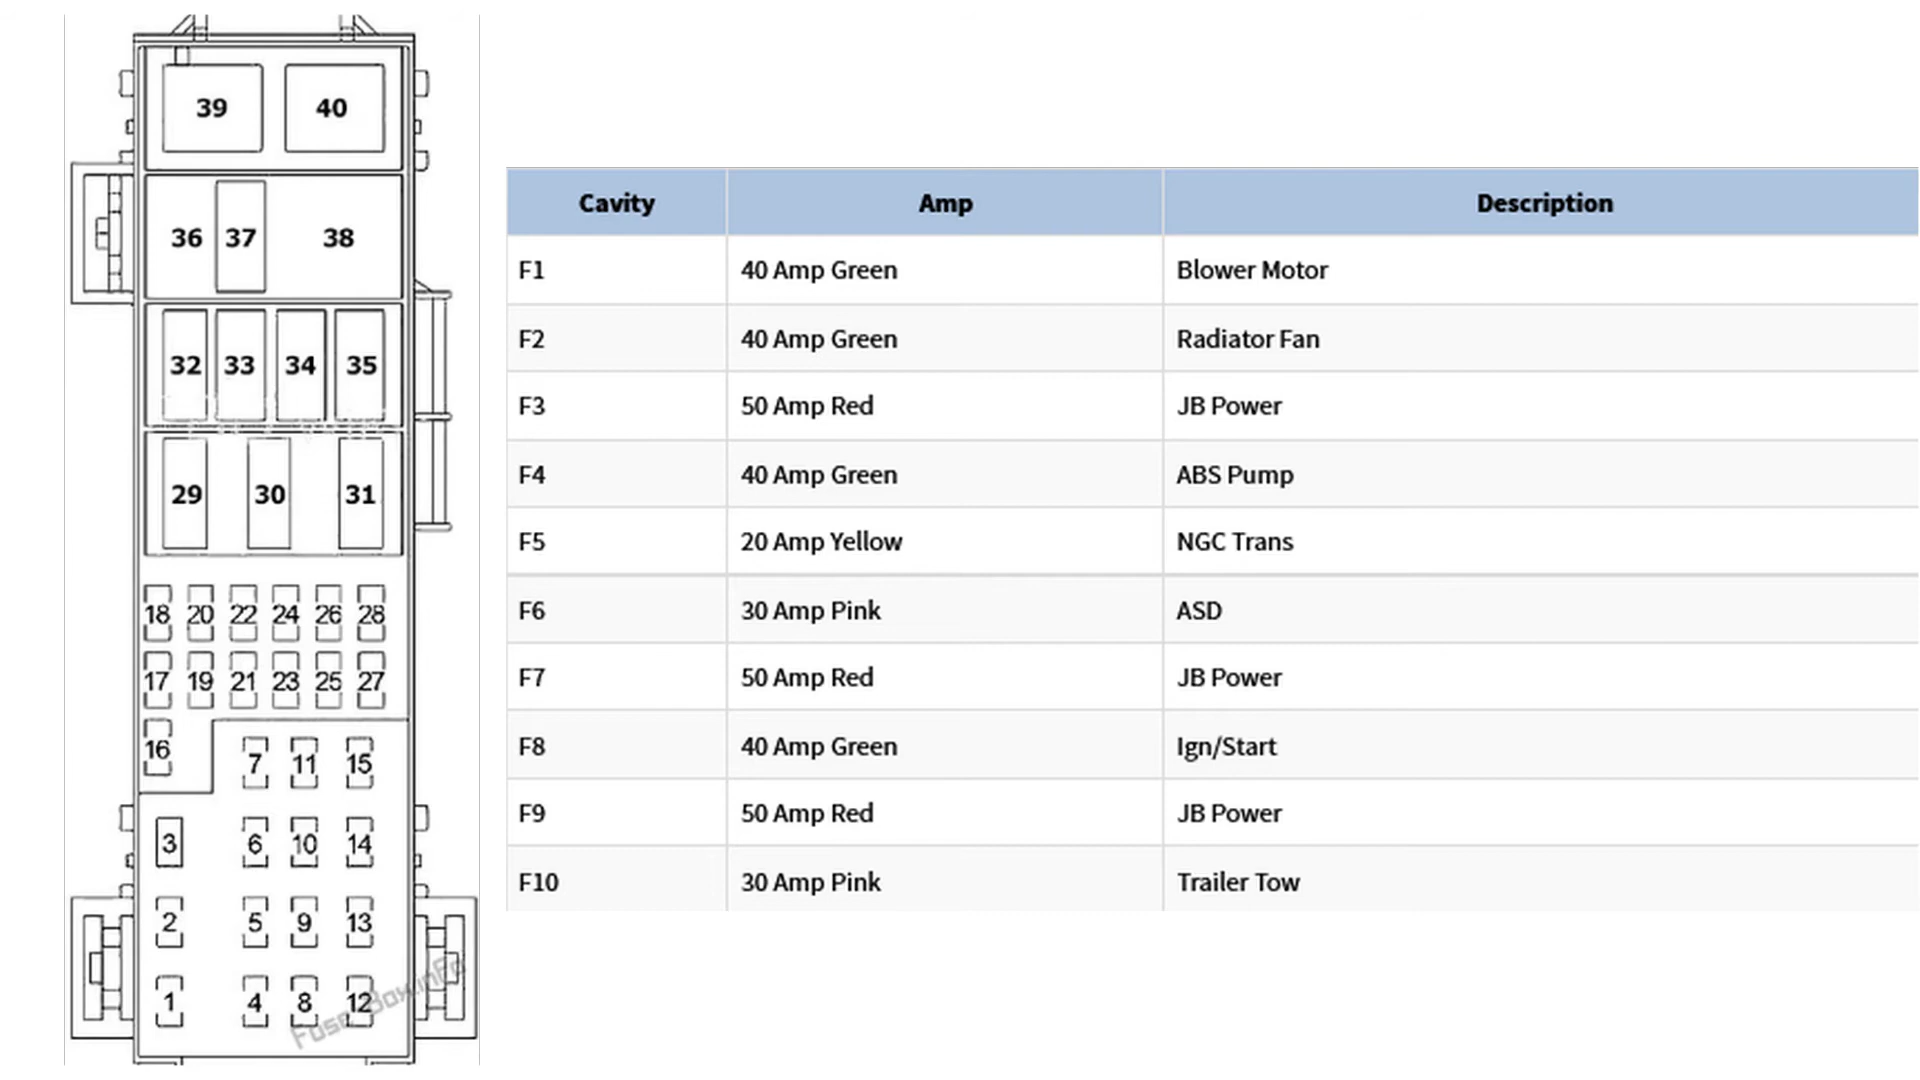 39 40
36 37 38
32 33 34 35
29 30 31
18 20 22 24 26 28
17 19 21 23 25 27
16
7 11 15
3 6 10 14
2 5 9 13
1 4 8 12
Fuse-Box.inFo
Cavity Amp Description
F1 40 Amp Green Blower Motor
F2 40 Amp Green Radiator Fan
F3 50 Amp Red JB Power
F4 40 Amp Green ABS Pump
F5 20 Amp Yellow NGC Trans
F6 30 Amp Pink ASD
F7 50 Amp Red JB Power
F8 40 Amp Green Ign/Start
F9 50 Amp Red JB Power
F10 30 Amp Pink Trailer Tow